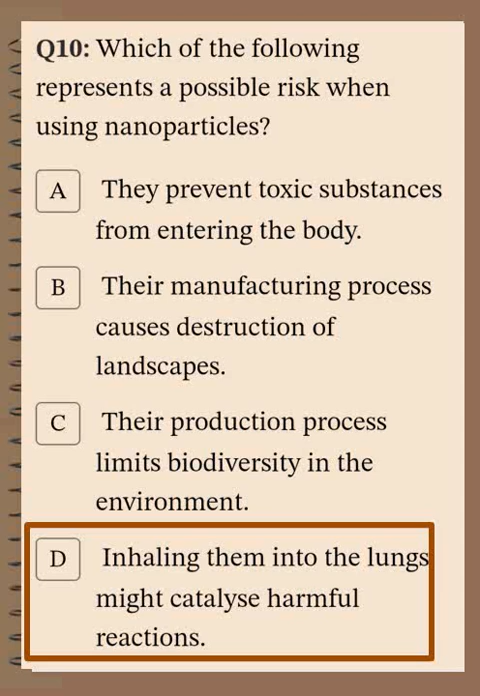 Q10: Which of the following
represents a possible risk when
using nanoparticles?
A They prevent toxic substances
from entering the body.
B Their manufacturing process
causes destruction of
landscapes.
C Their production process
limits biodiversity in the
environment.
D Inhaling them into the lungs
might catalyse harmful
reactions.